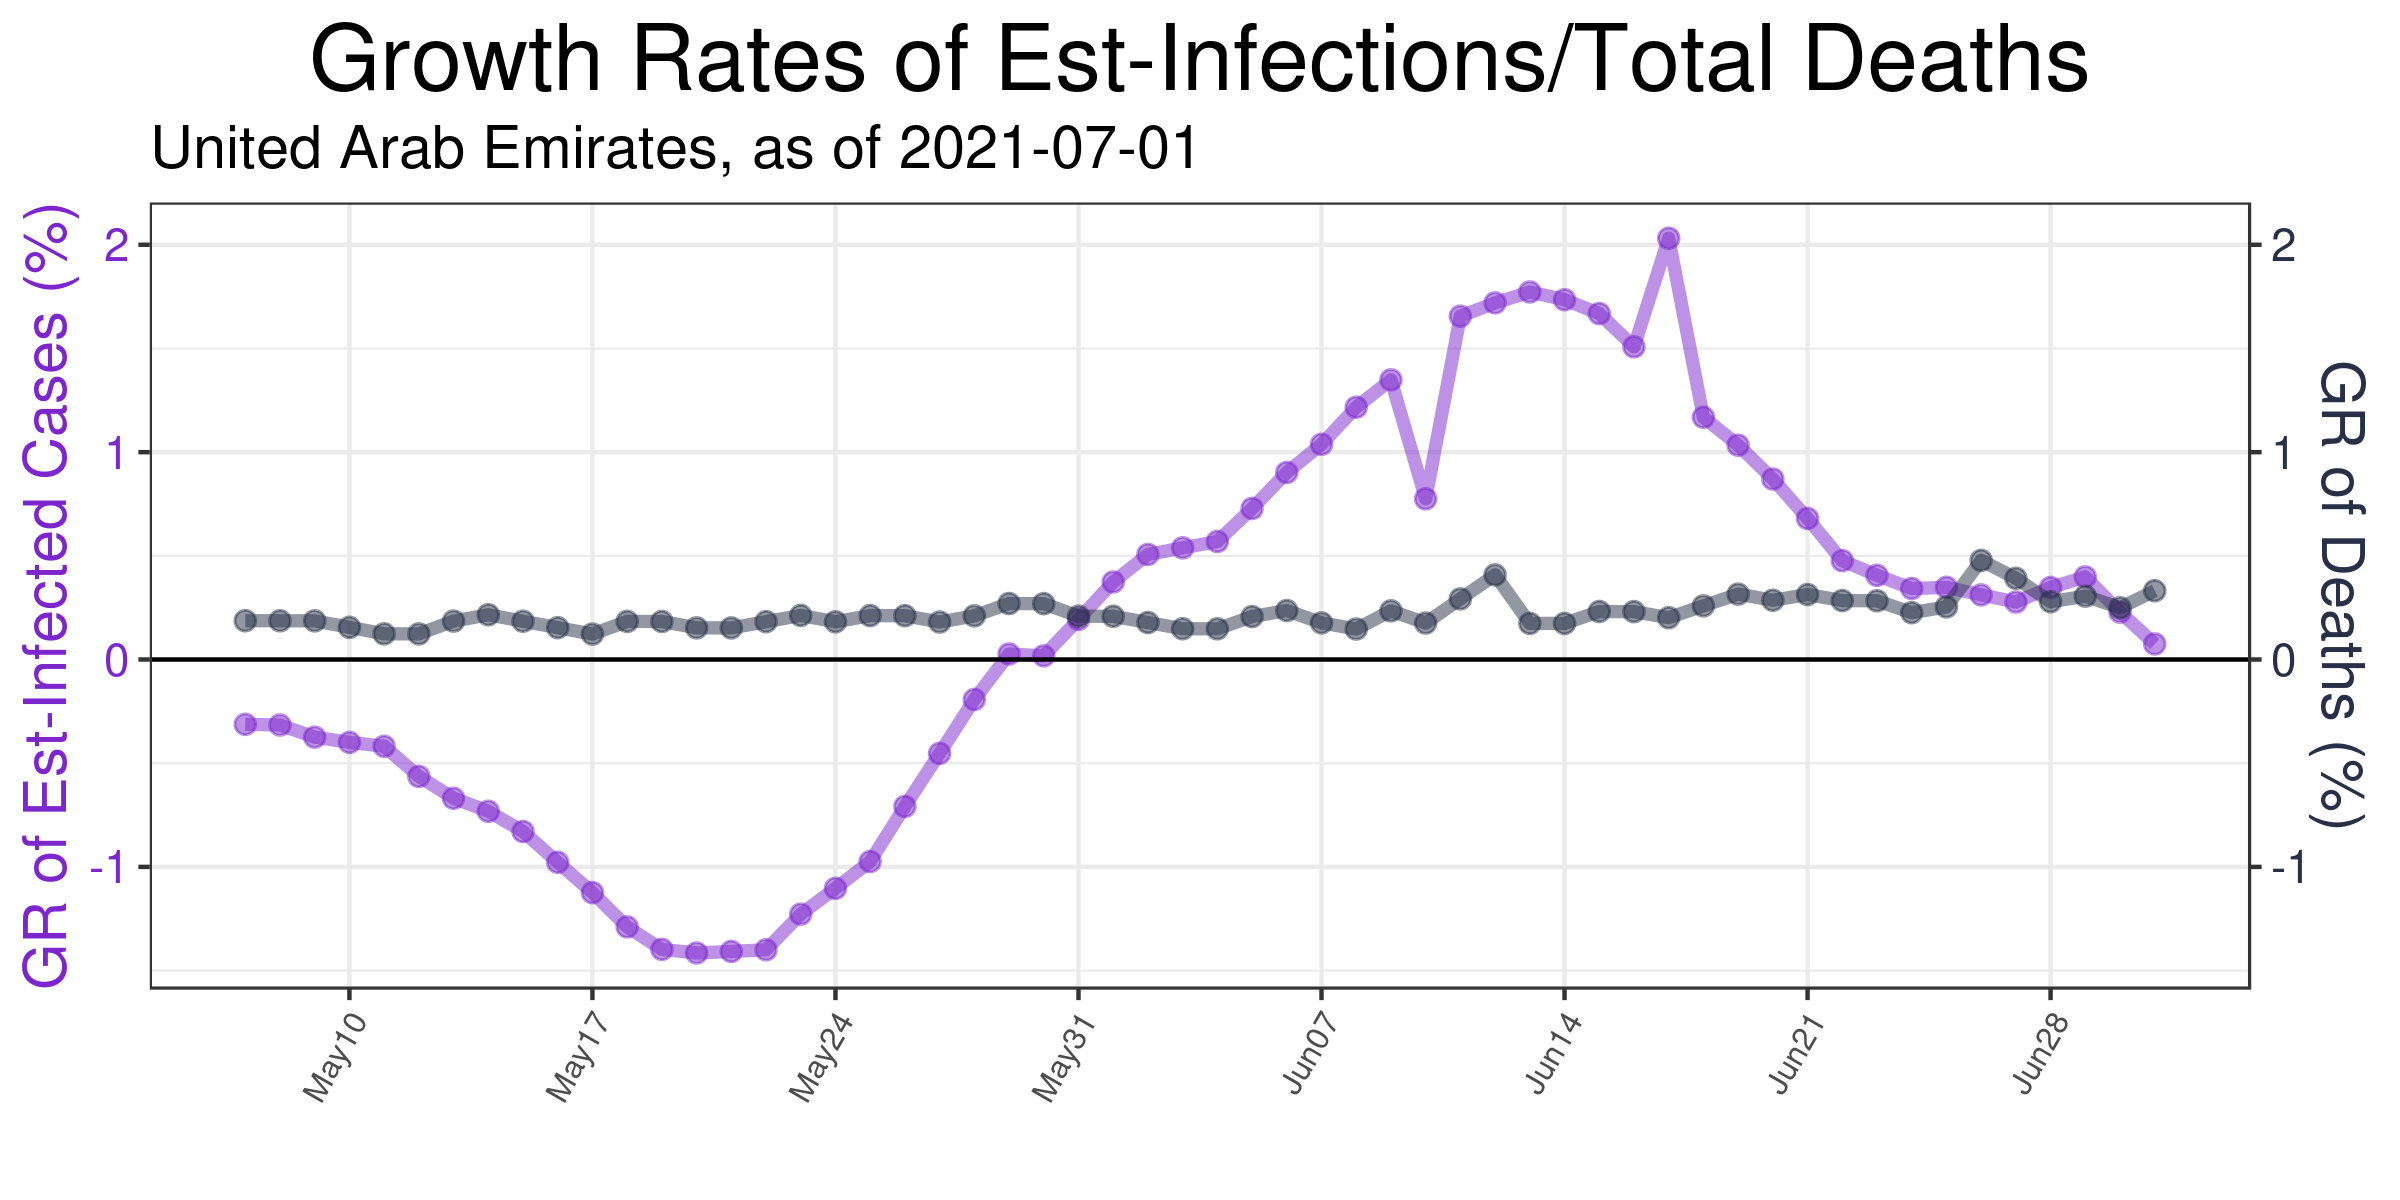 Growth Rates of Est-Infections/Total Deaths
United Arab Emirates, as of 2021-07-01
GR of Est-Infected Cases (%)
2
1
0
-1
2
1
0
-1
GR of Deaths (%)
May10
May17
May24
May31
Jun07
Jun14
Jun21
Jun28